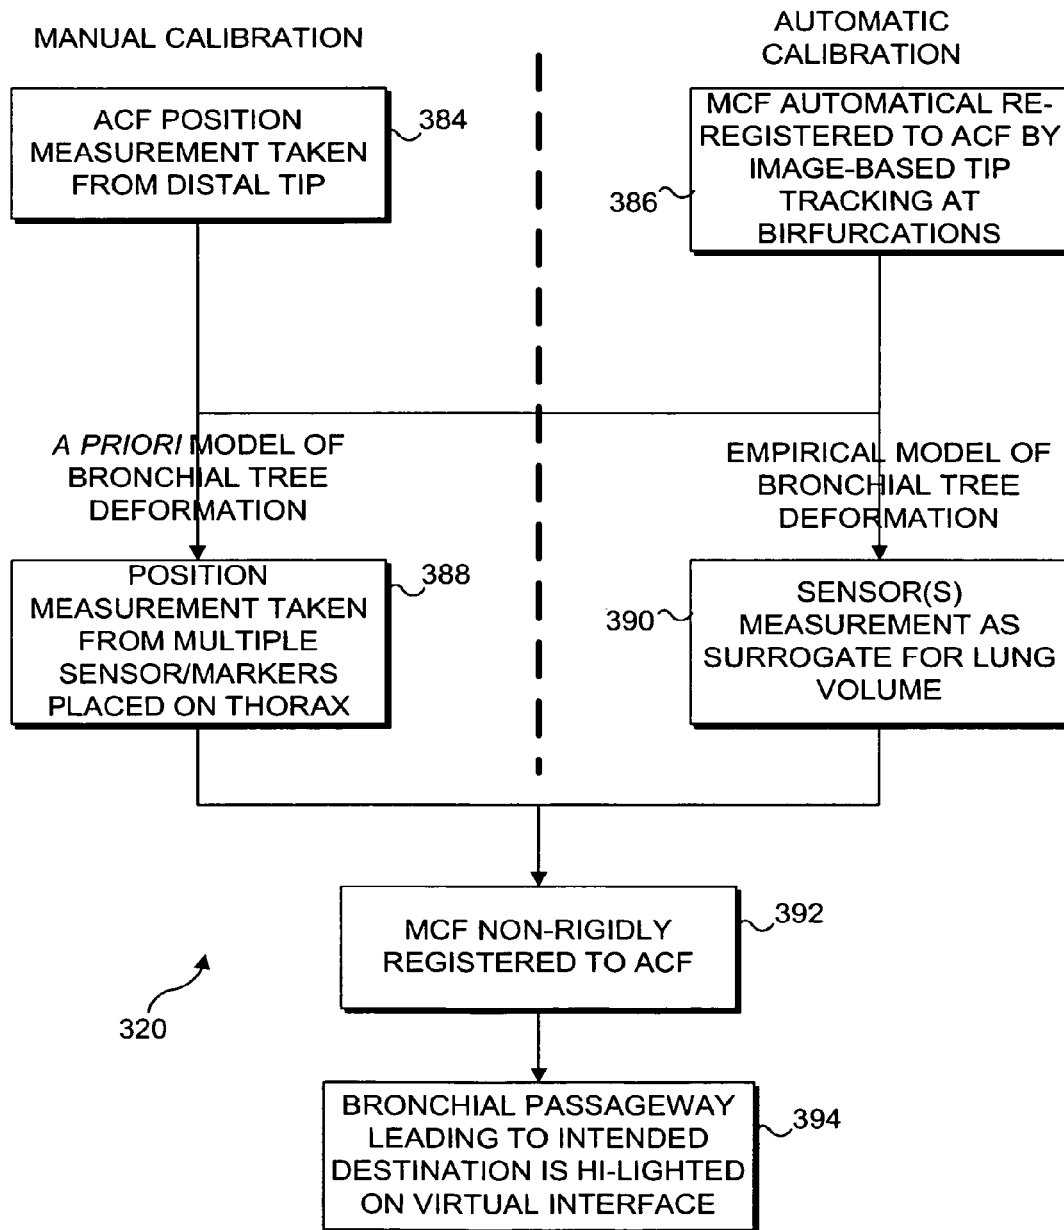 MANUAL CALIBRATION
AUTOMATIC
CALIBRATION
ACF POSITION
MEASUREMENT TAKEN
FROM DISTAL TIP
384
MCF AUTOMATICAL RE-
REGISTERED TO ACF BY
IMAGE-BASED TIP
TRACKING AT
BIRFURCATIONS
386
A PRIORI MODEL OF
BRONCHIAL TREE
DEFORMATION
EMPIRICAL MODEL OF
BRONCHIAL TREE
DEFORMATION
POSITION
MEASUREMENT TAKEN
FROM MULTIPLE
SENSOR/MARKERS
PLACED ON THORAX
388
SENSOR(S)
MEASUREMENT AS
SURROGATE FOR LUNG
VOLUME
390
MCF NON-RIGIDLY
REGISTERED TO ACF
392
320
BRONCHIAL PASSAGEWAY
LEADING TO INTENDED
DESTINATION IS HI-LIGHTED
ON VIRTUAL INTERFACE
394